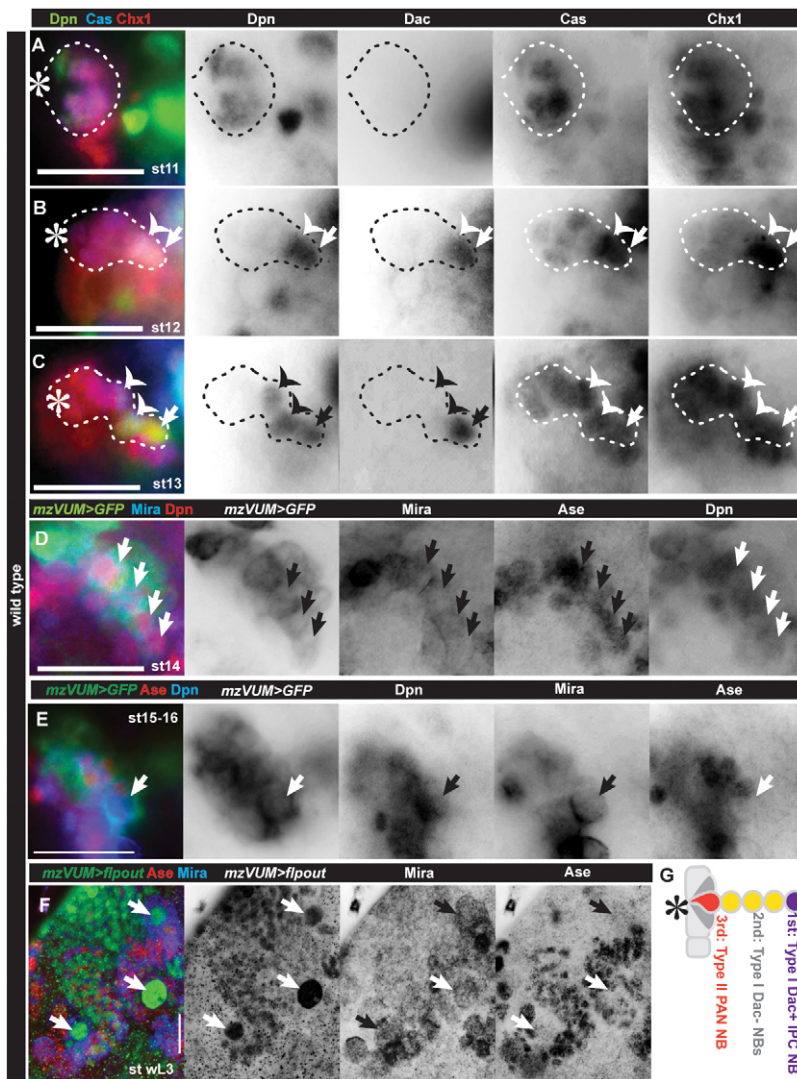 Dpn Cas Chx1 Dpn Dac Cas Chx1
A
*
st11
B
*
st12
C
*
st13
mzVUM>GFP Mira Dpn mzVUM>GFP Mira Ase Dpn
D
st14
mzVUM>GFP Ase Dpn mzVUM>GFP Dpn Mira Ase
E
st15-16
mzVUM>flpout Ase Mira mzVUM>flpout Mira Ase
F
st wL3
G
*
3rd: Type II PAN NB
2nd: Type I Dac- NBs
1st: Type I Dac+ IPC NB
wild type